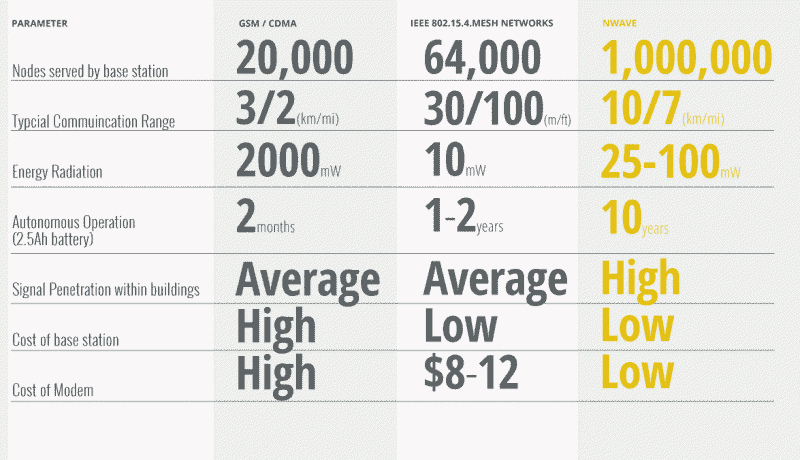 PARAMETER GSM / CDMA IEEE 802.15.4.MESH NETWORKS NWAVE
Nodes served by base station 20,000 64,000 1,000,000
Typcial Commuincation Range 3/2(km/mi) 30/100(m/ft) 10/7(km/mi)
Energy Radiation 2000mW 10mW 25-100mW
Autonomous Operation
(2.5Ah battery) 2months 1-2years 10years
Signal Penetration within buildings Average Average High
Cost of base station High Low Low
Cost of Modern High $8-12 Low